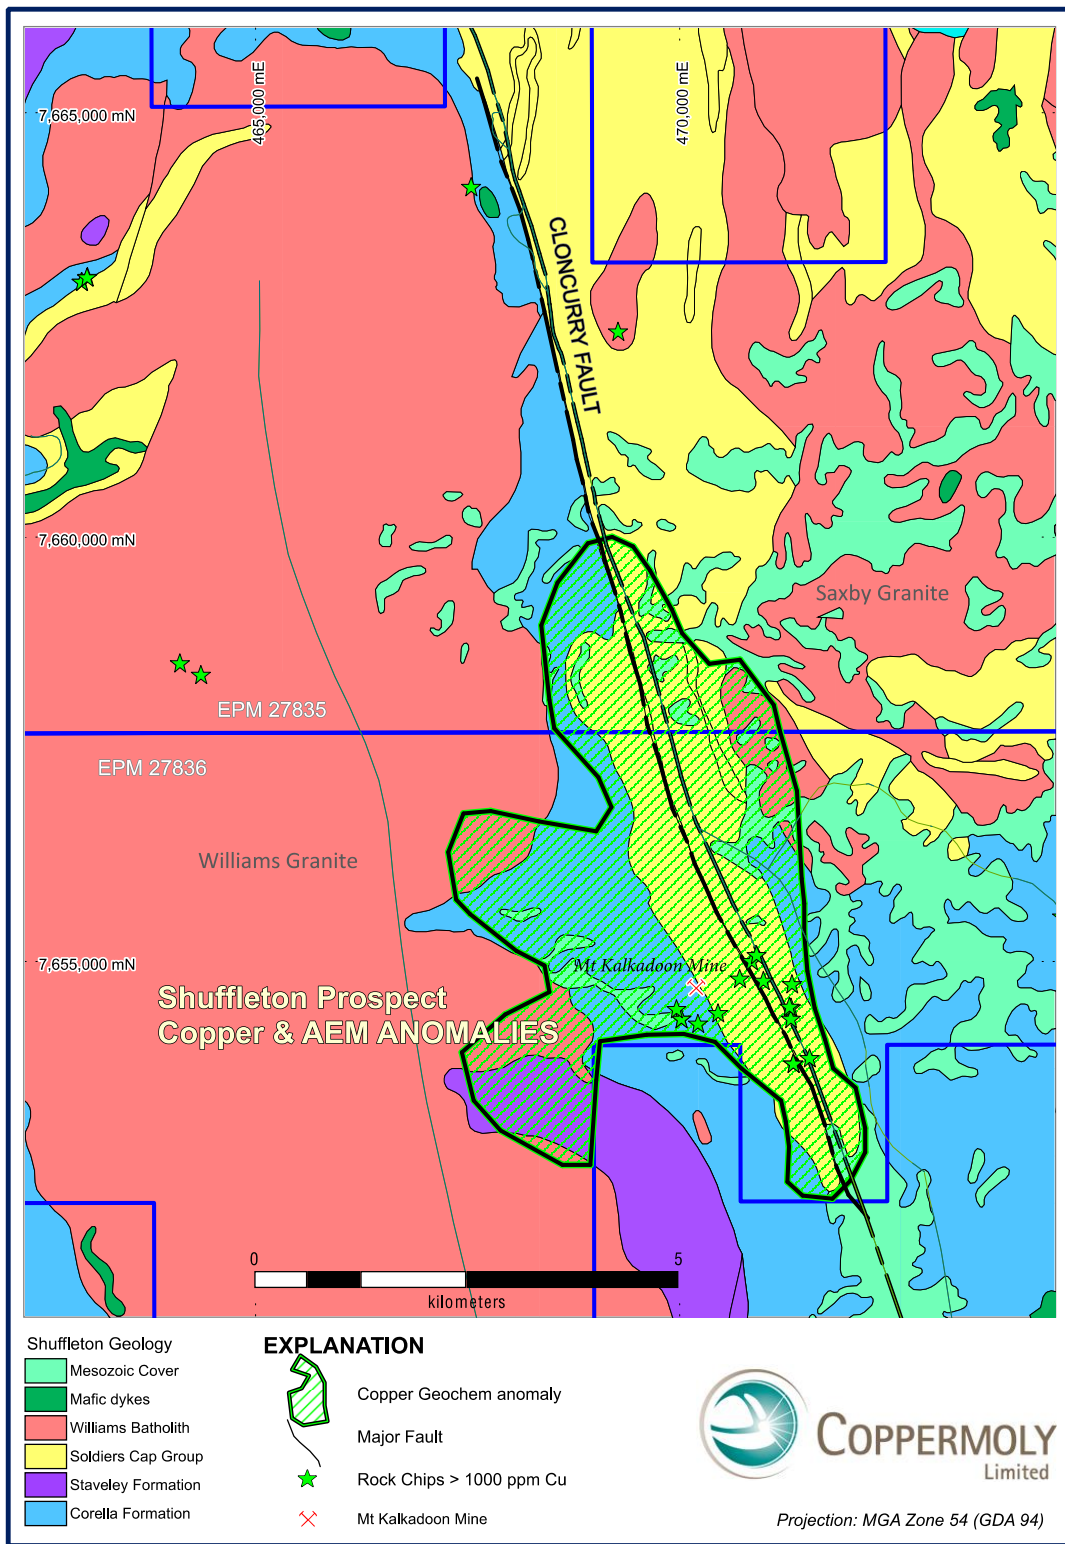 7,665,000 mN
465,000 mE
470,000 mE
CLONCURRY FAULT
7,660,000 mN
Saxby Granite
EPM 27835
EPM 27836
Williams Granite
7,655,000 mN
Mt Kalkadoon Mine
Shuffleton Prospect
Copper & AEM ANOMALIES
0 5
kilometers
Shuffleton Geology
Mesozoic Cover
Mafic dykes
Williams Batholith
Soldiers Cap Group
Staveley Formation
Corella Formation
EXPLANATION
Copper Geochem anomaly
Major Fault
Rock Chips > 1000 ppm Cu
Mt Kalkadoon Mine
COPPERMOLY
Limited
Projection: MGA Zone 54 (GDA 94)